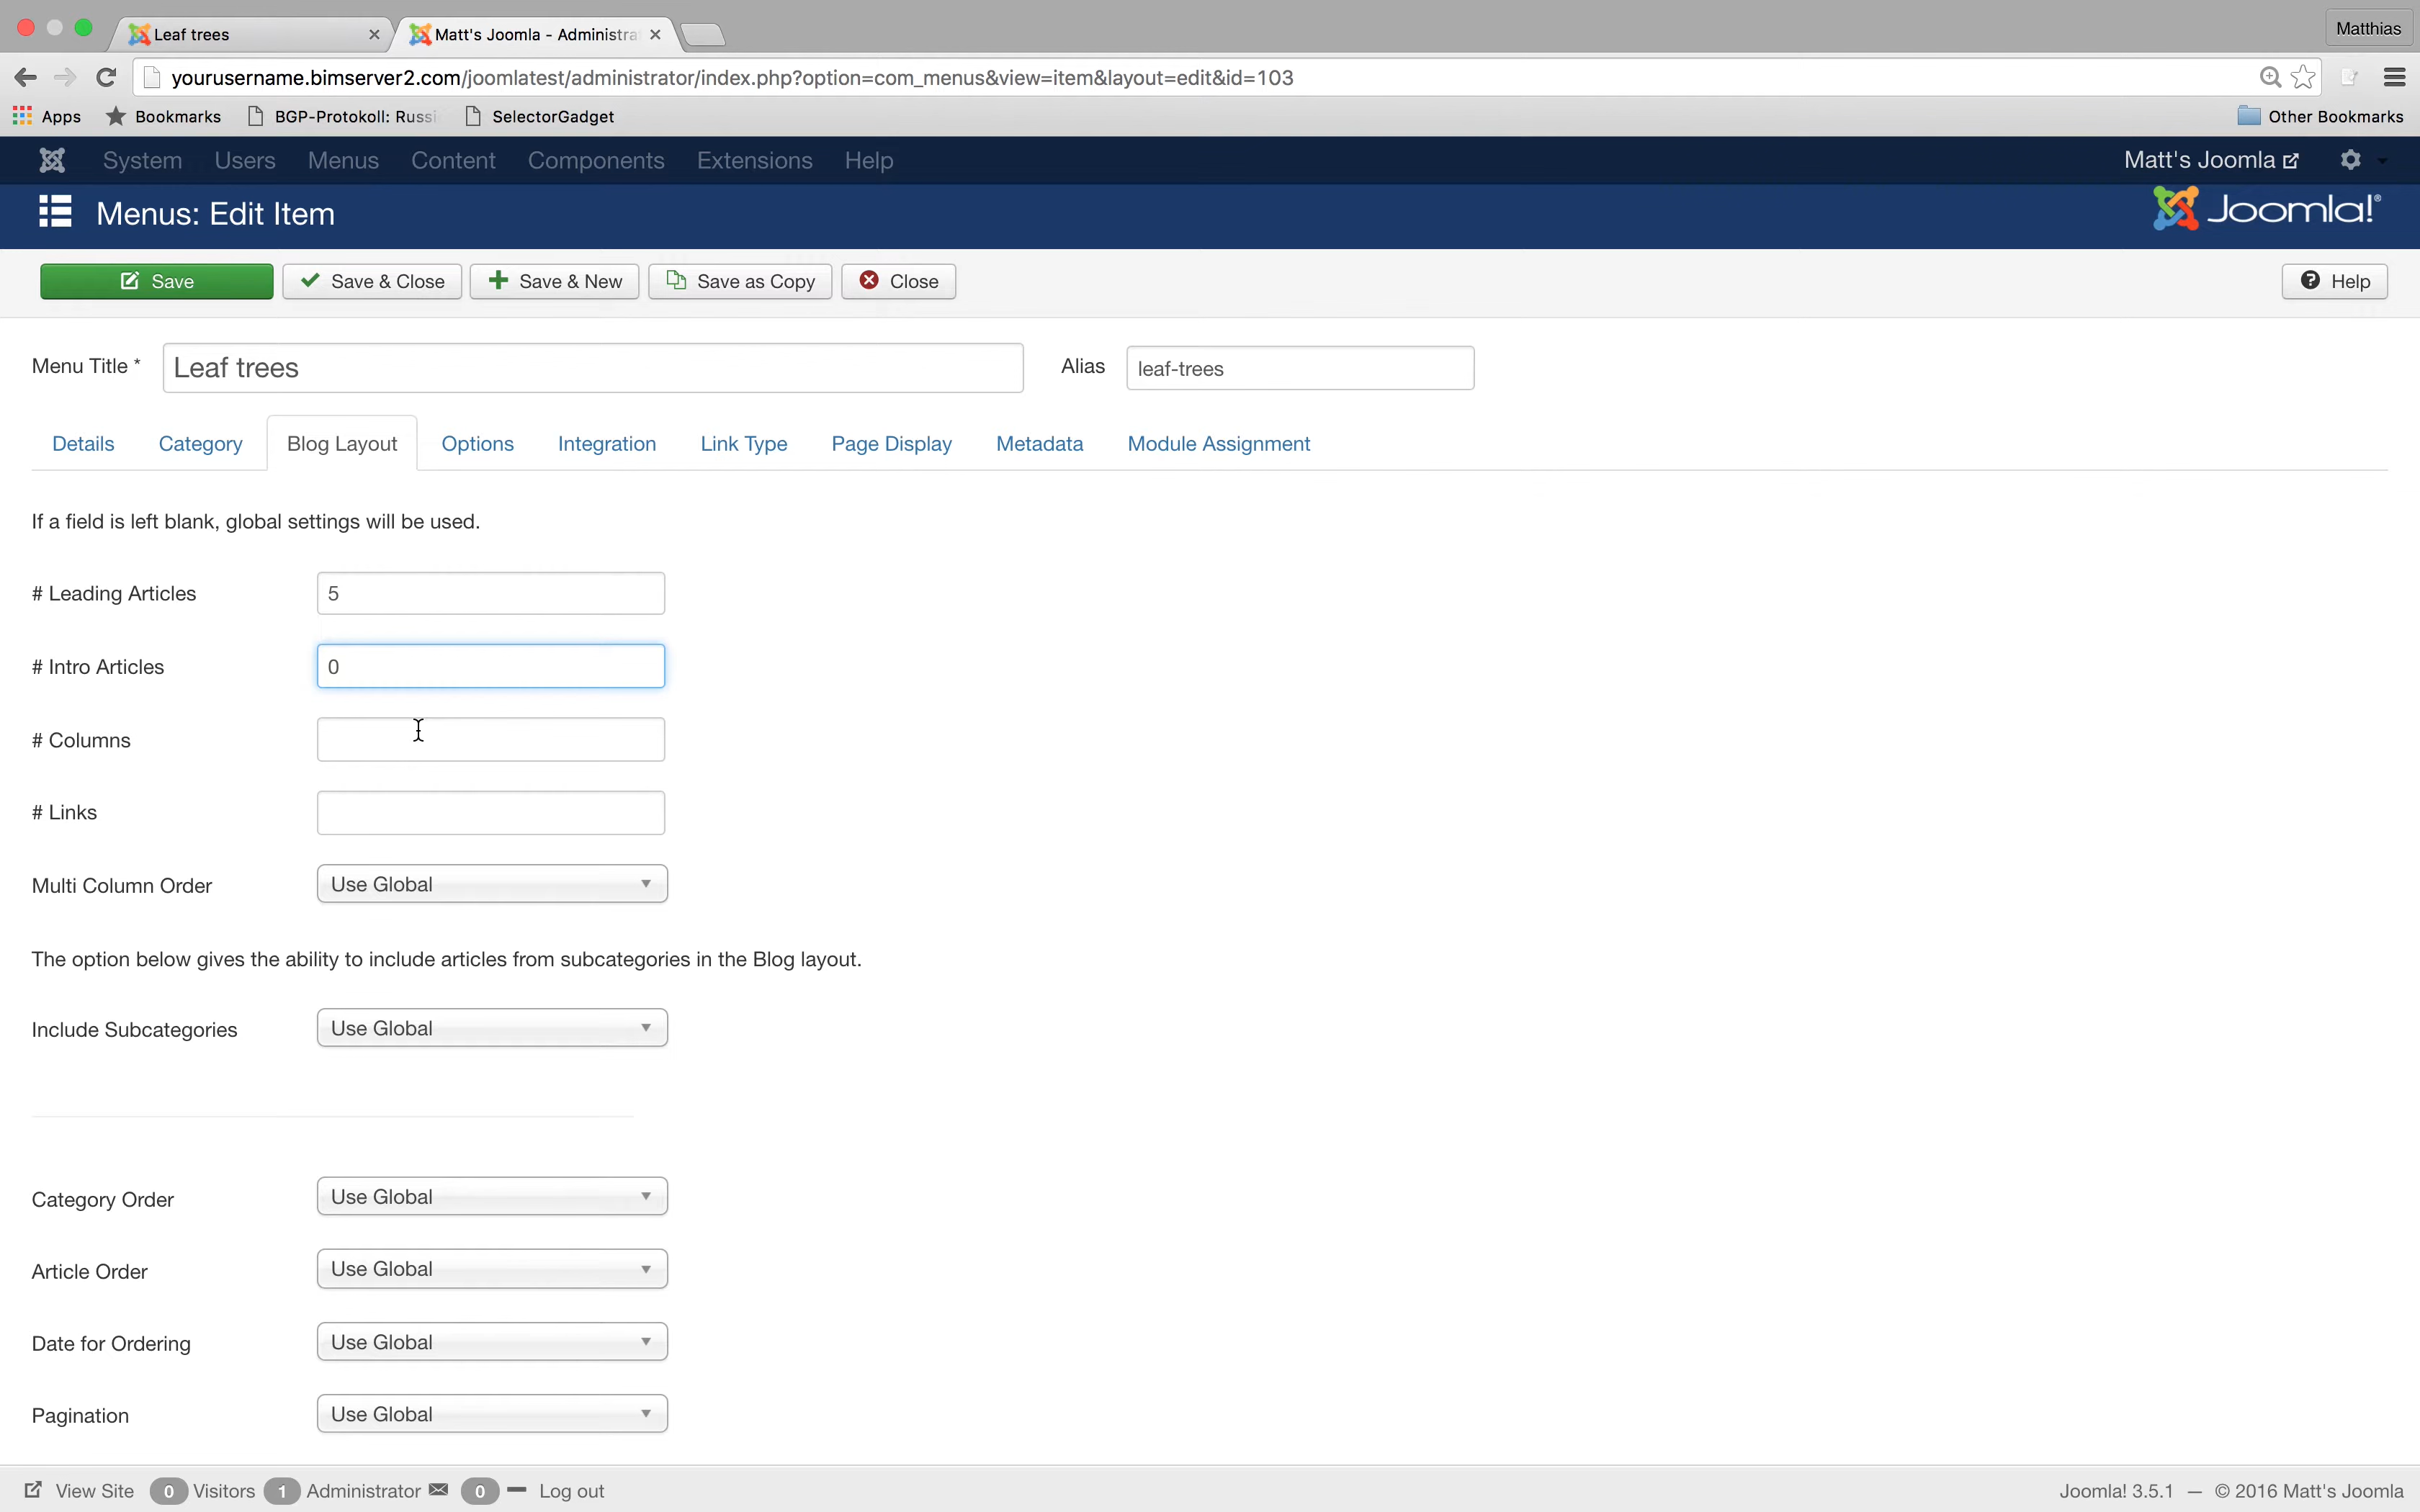 Leaf trees
Matt's Joomla - Administra
Matthias
yourusername.bimserver2.com/joomlatest/administrator/index.php?option=com_menus&view=item&layout=edit&id=103
Apps Bookmarks BGP-Protokoll: Russi SelectorGadget Other Bookmarks
System Users Menus Content Components Extensions Help Matt's Joomla
Menus: Edit Item Joomla!®
Save Save & Close Save & New Save as Copy Close Help
Menu Title * Leaf trees Alias leaf-trees
Details Category Blog Layout Options Integration Link Type Page Display Metadata Module Assignment
If a field is left blank, global settings will be used.
# Leading Articles 5
# Intro Articles 0
# Columns
# Links
Multi Column Order Use Global
The option below gives the ability to include articles from subcategories in the Blog layout.
Include Subcategories Use Global
Category Order Use Global
Article Order Use Global
Date for Ordering Use Global
Pagination Use Global
View Site 0 Visitors 1 Administrator 0 Log out Joomla! 3.5.1 — © 2016 Matt's Joomla